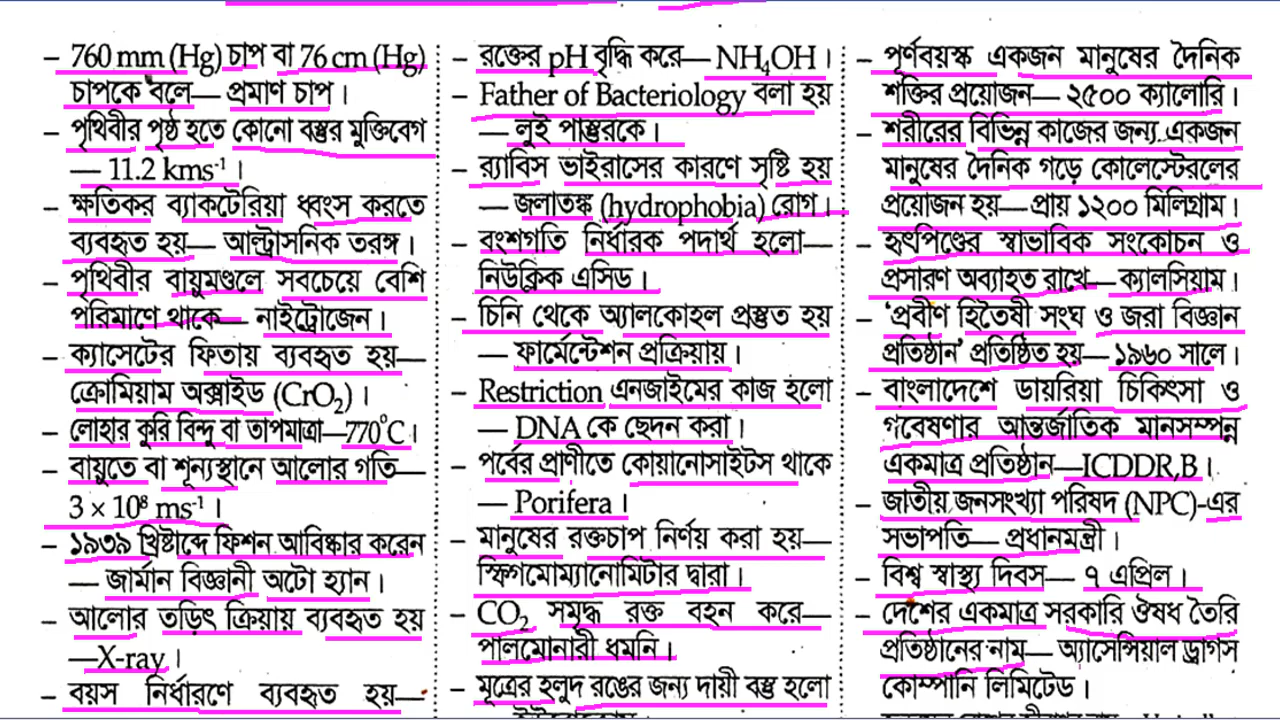 – 760 mm (Hg) চাপ বা 76 cm (Hg)
চাপকে বলে— প্রমাণ চাপ।
– পৃথিবীর পৃষ্ঠ হতে কোনো বস্তুর মুক্তিবেগ
— 11.2 kms⁻¹।
– ক্ষতিকর ব্যাকটেরিয়া ধ্বংস করতে
ব্যবহৃত হয়— আল্ট্রাসনিক তরঙ্গ।
– পৃথিবীর বায়ুমণ্ডলে সবচেয়ে বেশি
পরিমাণে থাকে— নাইট্রোজেন।
– ক্যাসেটের ফিতায় ব্যবহৃত হয়—
ক্রোমিয়াম অক্সাইড (CrO₂)।
– লোহার কুরি বিন্দু বা তাপমাত্রা—770°C।
– বায়ুতে বা শূন্যস্থানে আলোর গতি—
3 × 10⁸ ms⁻¹।
– ১৯৩৯ খ্রিষ্টাব্দে ফিশন আবিষ্কার করেন
— জার্মান বিজ্ঞানী অটো হ্যান।
– আলোর তড়িৎ ক্রিয়ায় ব্যবহৃত হয়
—X-ray।
– বয়স নির্ধারণে ব্যবহৃত হয়—
– রক্তের pH বৃদ্ধি করে— NH₄OH।
– Father of Bacteriology বলা হয়
— লুই পাস্তুরকে।
– র‍্যাবিস ভাইরাসের কারণে সৃষ্টি হয়
— জলাতঙ্ক (hydrophobia) রোগ।
– বংশগতি নির্ধারক পদার্থ হলো—
নিউক্লিক এসিড।
– চিনি থেকে অ্যালকোহল প্রস্তুত হয়
— ফার্মেন্টেশন প্রক্রিয়ায়।
– Restriction এনজাইমের কাজ হলো
— DNA কে ছেদন করা।
– পর্বের প্রাণীতে কোয়ানোসাইটস থাকে
— Porifera।
– মানুষের রক্তচাপ নির্ণয় করা হয়—
স্ফিগমোম্যানোমিটার দ্বারা।
– CO₂ সমৃদ্ধ রক্ত বহন করে—
পালমোনারী ধমনি।
– মূত্রের হলুদ রঙের জন্য দায়ী বস্তু হলো
– পূর্ণবয়স্ক একজন মানুষের দৈনিক
শক্তির প্রয়োজন— ২৫০০ ক্যালোরি।
– শরীরের বিভিন্ন কাজের জন্য একজন
মানুষের দৈনিক গড়ে কোলেস্টেরলের
প্রয়োজন হয়—প্রায় ১২০০ মিলিগ্রাম।
– হৃৎপিণ্ডের স্বাভাবিক সংকোচন ও
প্রসারণ অব্যাহত রাখে— ক্যালসিয়াম।
– ‘প্রবীণ হিতৈষী সংঘ ও জরা বিজ্ঞান
প্রতিষ্ঠান’ প্রতিষ্ঠিত হয়— ১৯৬০ সালে।
– বাংলাদেশে ডায়রিয়া চিকিৎসা ও
গবেষণার আন্তর্জাতিক মানসম্পন্ন
একমাত্র প্রতিষ্ঠান—ICDDR,B।
– জাতীয় জনসংখ্যা পরিষদ (NPC)-এর
সভাপতি— প্রধানমন্ত্রী।
– বিশ্ব স্বাস্থ্য দিবস— ৭ এপ্রিল।
– দেশের একমাত্র সরকারি ঔষধ তৈরি
প্রতিষ্ঠানের নাম— অ্যাসেন্সিয়াল ড্রাগস
কোম্পানি লিমিটেড।